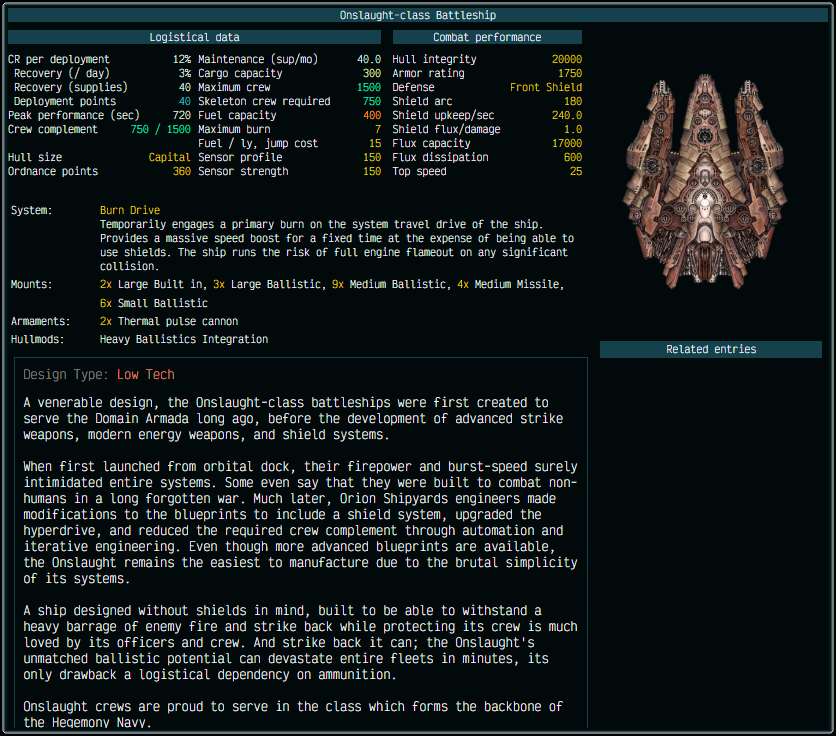 Onslaught-class Battleship
Logistical data
CR per deployment 12% Maintenance (sup/mo) 40.0
Recovery (/ day) 3% Cargo capacity 300
Recovery (supplies) 40 Maximum crew 1500
Deployment points 40 Skeleton crew required 750
Peak performance (sec) 720 Fuel capacity 400
Crew complement 750 / 1500 Maximum burn 7
Fuel / ly, jump cost 15
Hull size Capital Sensor profile 150
Ordnance points 360 Sensor strength 150
Combat performance
Hull integrity 20000
Armor rating 1750
Defense Front Shield
Shield arc 180
Shield upkeep/sec 240.0
Shield flux/damage 1.0
Flux capacity 17000
Flux dissipation 600
Top speed 25
System: Burn Drive
Temporarily engages a primary burn on the system travel drive of the ship.
Provides a massive speed boost for a fixed time at the expense of being able to
use shields. The ship runs the risk of full engine flameout on any significant
collision.
Mounts: 2x Large Built in, 3x Large Ballistic, 9x Medium Ballistic, 4x Medium Missile,
6x Small Ballistic
Armaments: 2x Thermal pulse cannon
Hullmods: Heavy Ballistics Integration
Related entries
Design Type: Low Tech
A venerable design, the Onslaught-class battleships were first created to
serve the Domain Armada long ago, before the development of advanced strike
weapons, modern energy weapons, and shield systems.
When first launched from orbital dock, their firepower and burst-speed surely
intimidated entire systems. Some even say that they were built to combat non-
humans in a long forgotten war. Much later, Orion Shipyards engineers made
modifications to the blueprints to include a shield system, upgraded the
hyperdrive, and reduced the required crew complement through automation and
iterative engineering. Even though more advanced blueprints are available,
the Onslaught remains the easiest to manufacture due to the brutal simplicity
of its systems.
A ship designed without shields in mind, built to be able to withstand a
heavy barrage of enemy fire and strike back while protecting its crew is much
loved by its officers and crew. And strike back it can; the Onslaught's
unmatched ballistic potential can devastate entire fleets in minutes, its
only drawback a logistical dependency on ammunition.
Onslaught crews are proud to serve in the class which forms the backbone of
the Hegemony Navy.